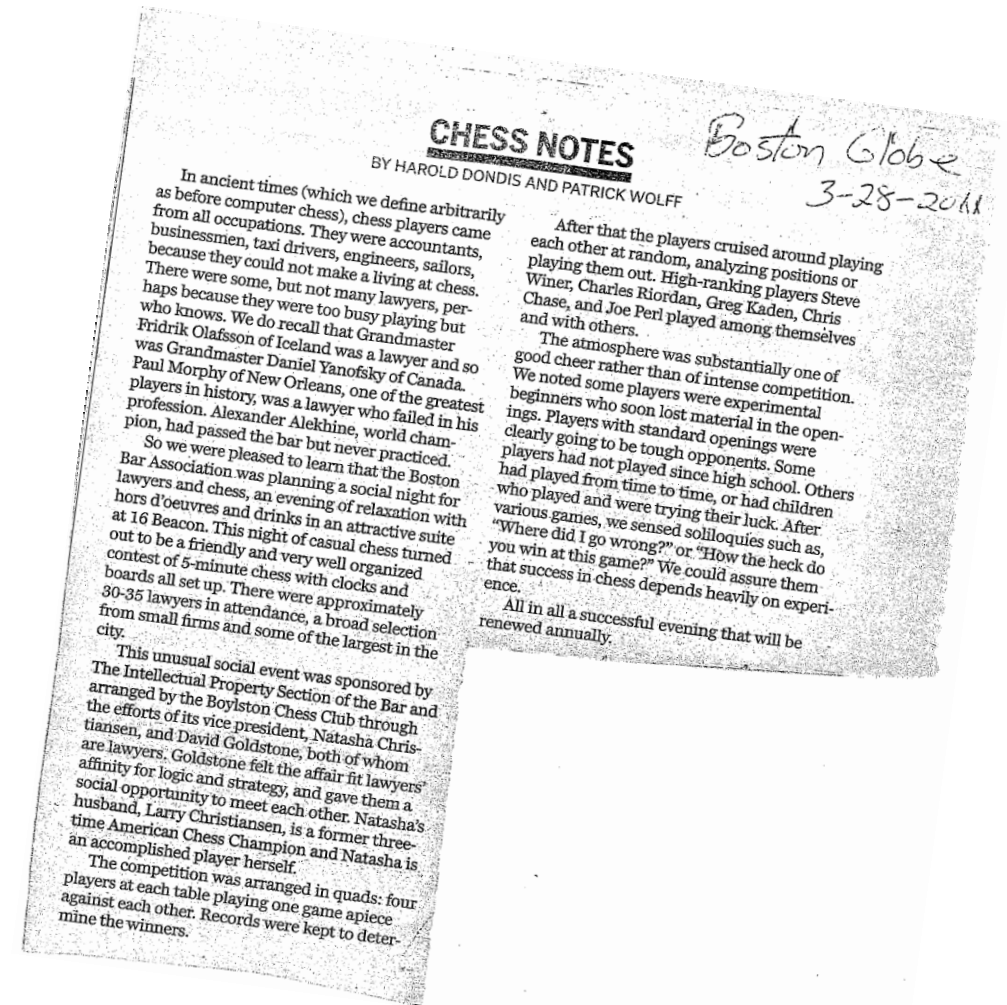 CHESS NOTES
BY HAROLD DONDIS AND PATRICK WOLFF
Boston Globe
3-28-2011
In ancient times (which we define arbitrarily
as before computer chess), chess players came
from all occupations. They were accountants,
businessmen, taxi drivers, engineers, sailors,
because they could not make a living at chess.
There were some, but not many lawyers, per-
haps because they were too busy playing but
who knows. We do recall that Grandmaster
Fridrik Olafsson of Iceland was a lawyer and so
was Grandmaster Daniel Yanofsky of Canada.
Paul Morphy of New Orleans, one of the greatest
players in history, was a lawyer who failed in his
profession. Alexander Alekhine, world cham-
pion, had passed the bar but never practiced.
So we were pleased to learn that the Boston
Bar Association was planning a social night for
lawyers and chess, an evening of relaxation with
hors d'oeuvres and drinks in an attractive suite
at 16 Beacon. This night of casual chess turned
out to be a friendly and very well organized
contest of 5-minute chess with clocks and
boards all set up. There were approximately
30-35 lawyers in attendance, a broad selection
from small firms and some of the largest in the
city.
This unusual social event was sponsored by
The Intellectual Property Section of the Bar and
arranged by the Boylston Chess Club through
the efforts of its vice president, Natasha Chris-
tiansen, and David Goldstone, both of whom
are lawyers. Goldstone felt the affair fit lawyers'
affinity for logic and strategy, and gave them a
social opportunity to meet each other. Natasha's
husband, Larry Christiansen, is a former three-
time American Chess Champion and Natasha is
an accomplished player herself.
The competition was arranged in quads: four
players at each table playing one game apiece
against each other. Records were kept to deter-
mine the winners.
After that the players cruised around playing
each other at random, analyzing positions or
playing them out. High-ranking players Steve
Winer, Charles Riordan, Greg Kaden, Chris
Chase, and Joe Perl played among themselves
and with others.
The atmosphere was substantially one of
good cheer rather than of intense competition.
We noted some players were experimental
beginners who soon lost material in the open-
ings. Players with standard openings were
clearly going to be tough opponents. Some
players had not played since high school. Others
had played from time to time, or had children
who played and were trying their luck. After
various games, we sensed soliloquies such as,
"Where did I go wrong?" or "How the heck do
you win at this game?" We could assure them
that success in chess depends heavily on experi-
ence.
All in all a successful evening that will be
renewed annually.